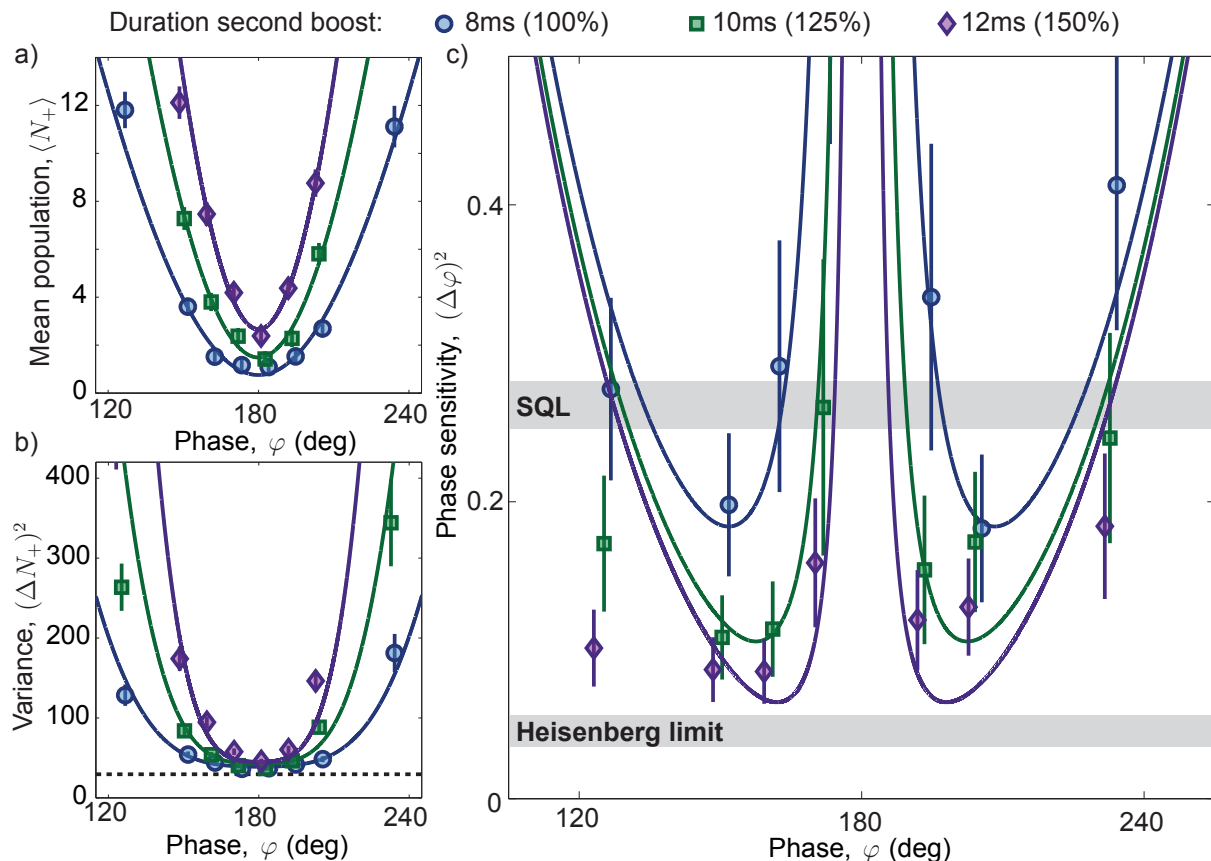 Duration second boost: 8ms (100%) 10ms (125%) 12ms (150%)
a)
Mean population, ⟨N₊⟩
12
8
4
0
120 180 240
Phase, φ (deg)
b)
Variance, (ΔN₊)²
400
300
200
100
0
120 180 240
Phase, φ (deg)
c)
Phase sensitivity, (Δφ)²
0.4
0.2
0
SQL
Heisenberg limit
120 180 240
Phase, φ (deg)